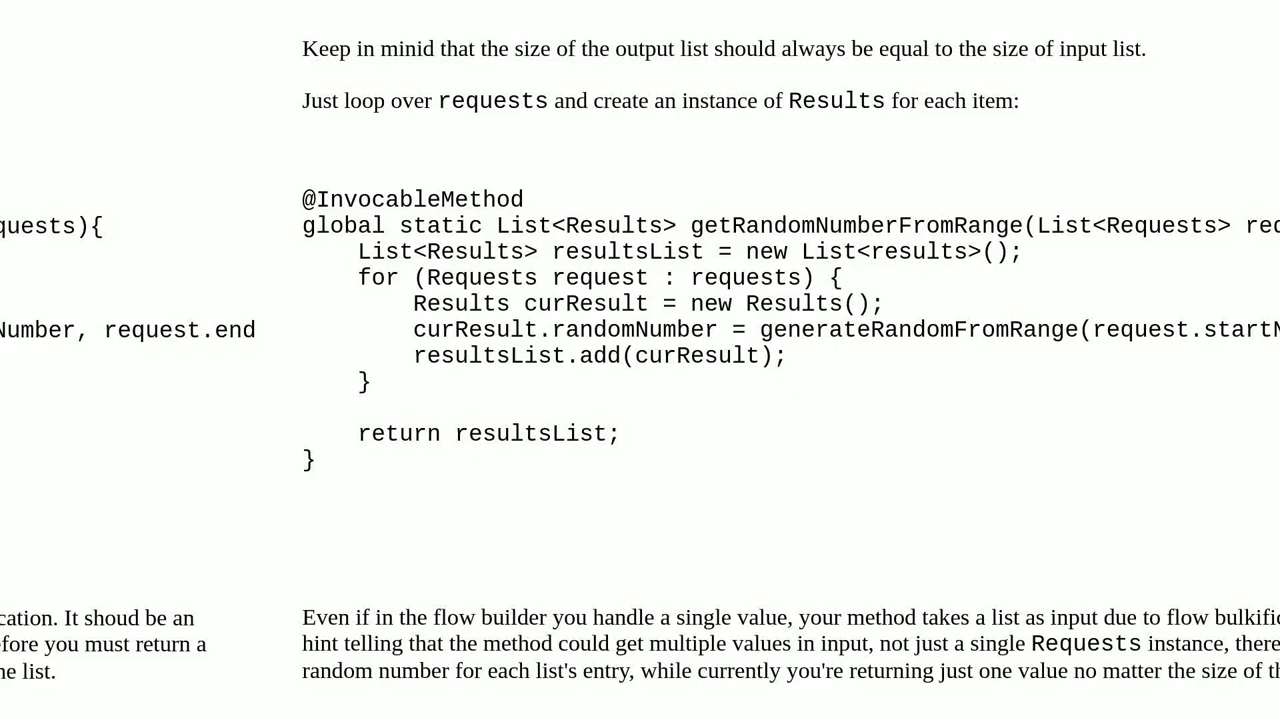 Keep in minid that the size of the output list should always be equal to the size of input list.
Just loop over requests and create an instance of Results for each item:
@InvocableMethod
quests){
global static List<Results> getRandomNumberFromRange(List<Requests> req
List<Results> resultsList = new List<results>();
for (Requests request : requests) {
Results curResult = new Results();
Number, request.end
curResult.randomNumber = generateRandomFromRange(request.startN
resultsList.add(curResult);
}
return resultsList;
}
cation. It shoud be an
efore you must return a
he list.
Even if in the flow builder you handle a single value, your method takes a list as input due to flow bulkific
hint telling that the method could get multiple values in input, not just a single Requests instance, there
random number for each list's entry, while currently you're returning just one value no matter the size of th